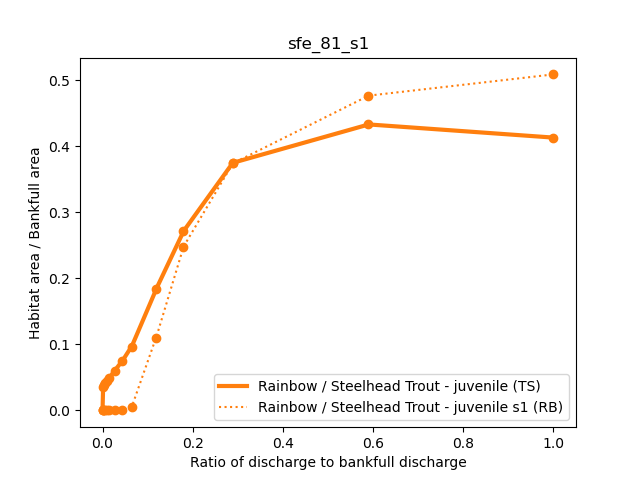 sfe_81_s1
Habitat area / Bankfull area
0.5
0.4
0.3
0.2
0.1
0.0
Rainbow / Steelhead Trout - juvenile (TS)
Rainbow / Steelhead Trout - juvenile s1 (RB)
0.0 0.2 0.4 0.6 0.8 1.0
Ratio of discharge to bankfull discharge